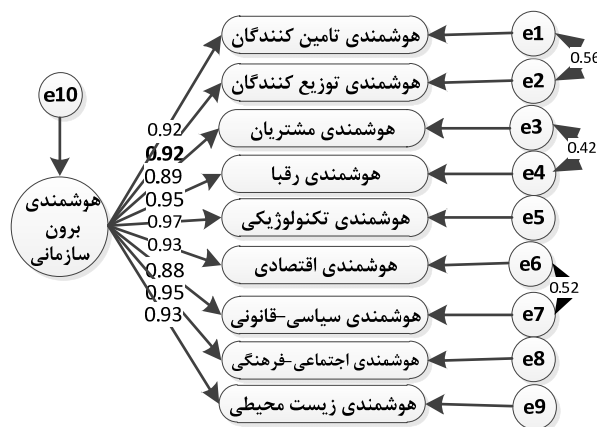 هوشمندی تامین کنندگان
e1
0.56
هوشمندی توزیع کنندگان
e2
e10
هوشمندی مشتریان
e3
0.42
هوشمندی رقبا
e4
هوشمندی
برون
سازمانی
0.92
0.92
0.89
0.95
0.97
0.93
0.88
0.95
0.93
هوشمندی تکنولوژیکی
e5
هوشمندی اقتصادی
e6
0.52
هوشمندی سیاسی-قانونی
e7
هوشمندی اجتماعی-فرهنگی
e8
هوشمندی زیست محیطی
e9